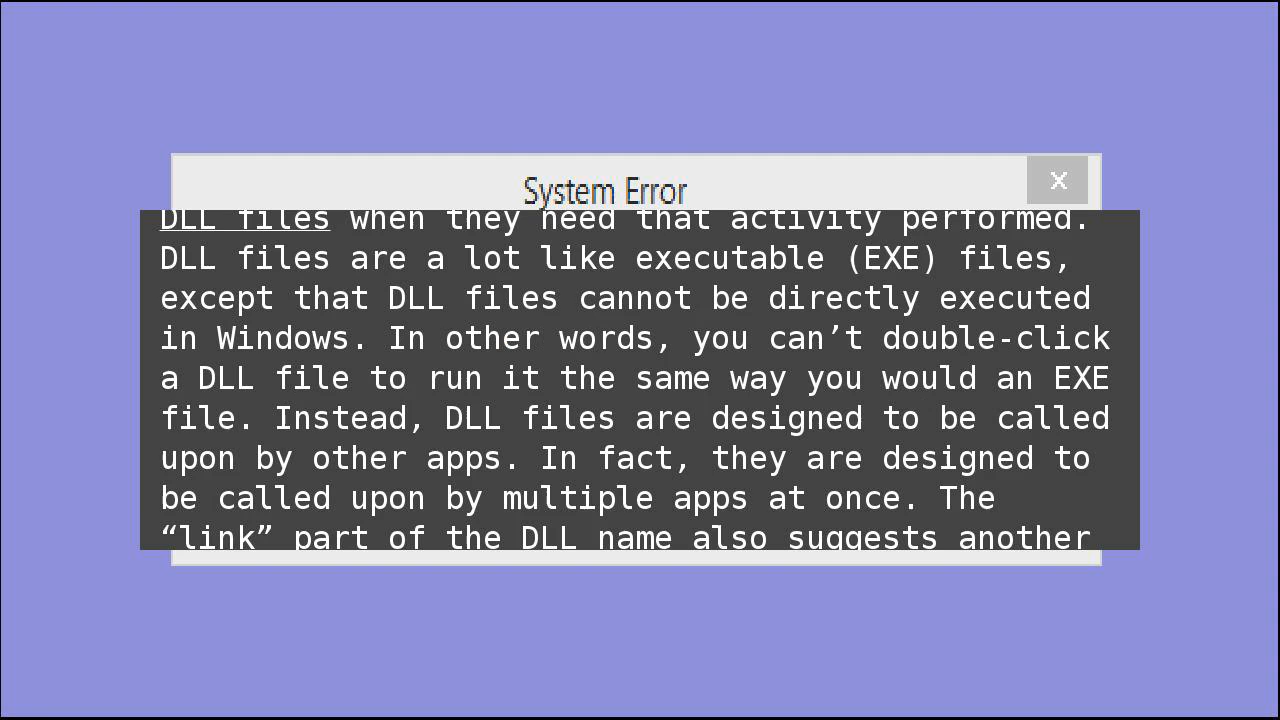 System Error
x
DLL files when they need that activity performed.
DLL files are a lot like executable (EXE) files,
except that DLL files cannot be directly executed
in Windows. In other words, you can’t double-click
a DLL file to run it the same way you would an EXE
file. Instead, DLL files are designed to be called
upon by other apps. In fact, they are designed to
be called upon by multiple apps at once. The
“link” part of the DLL name also suggests another